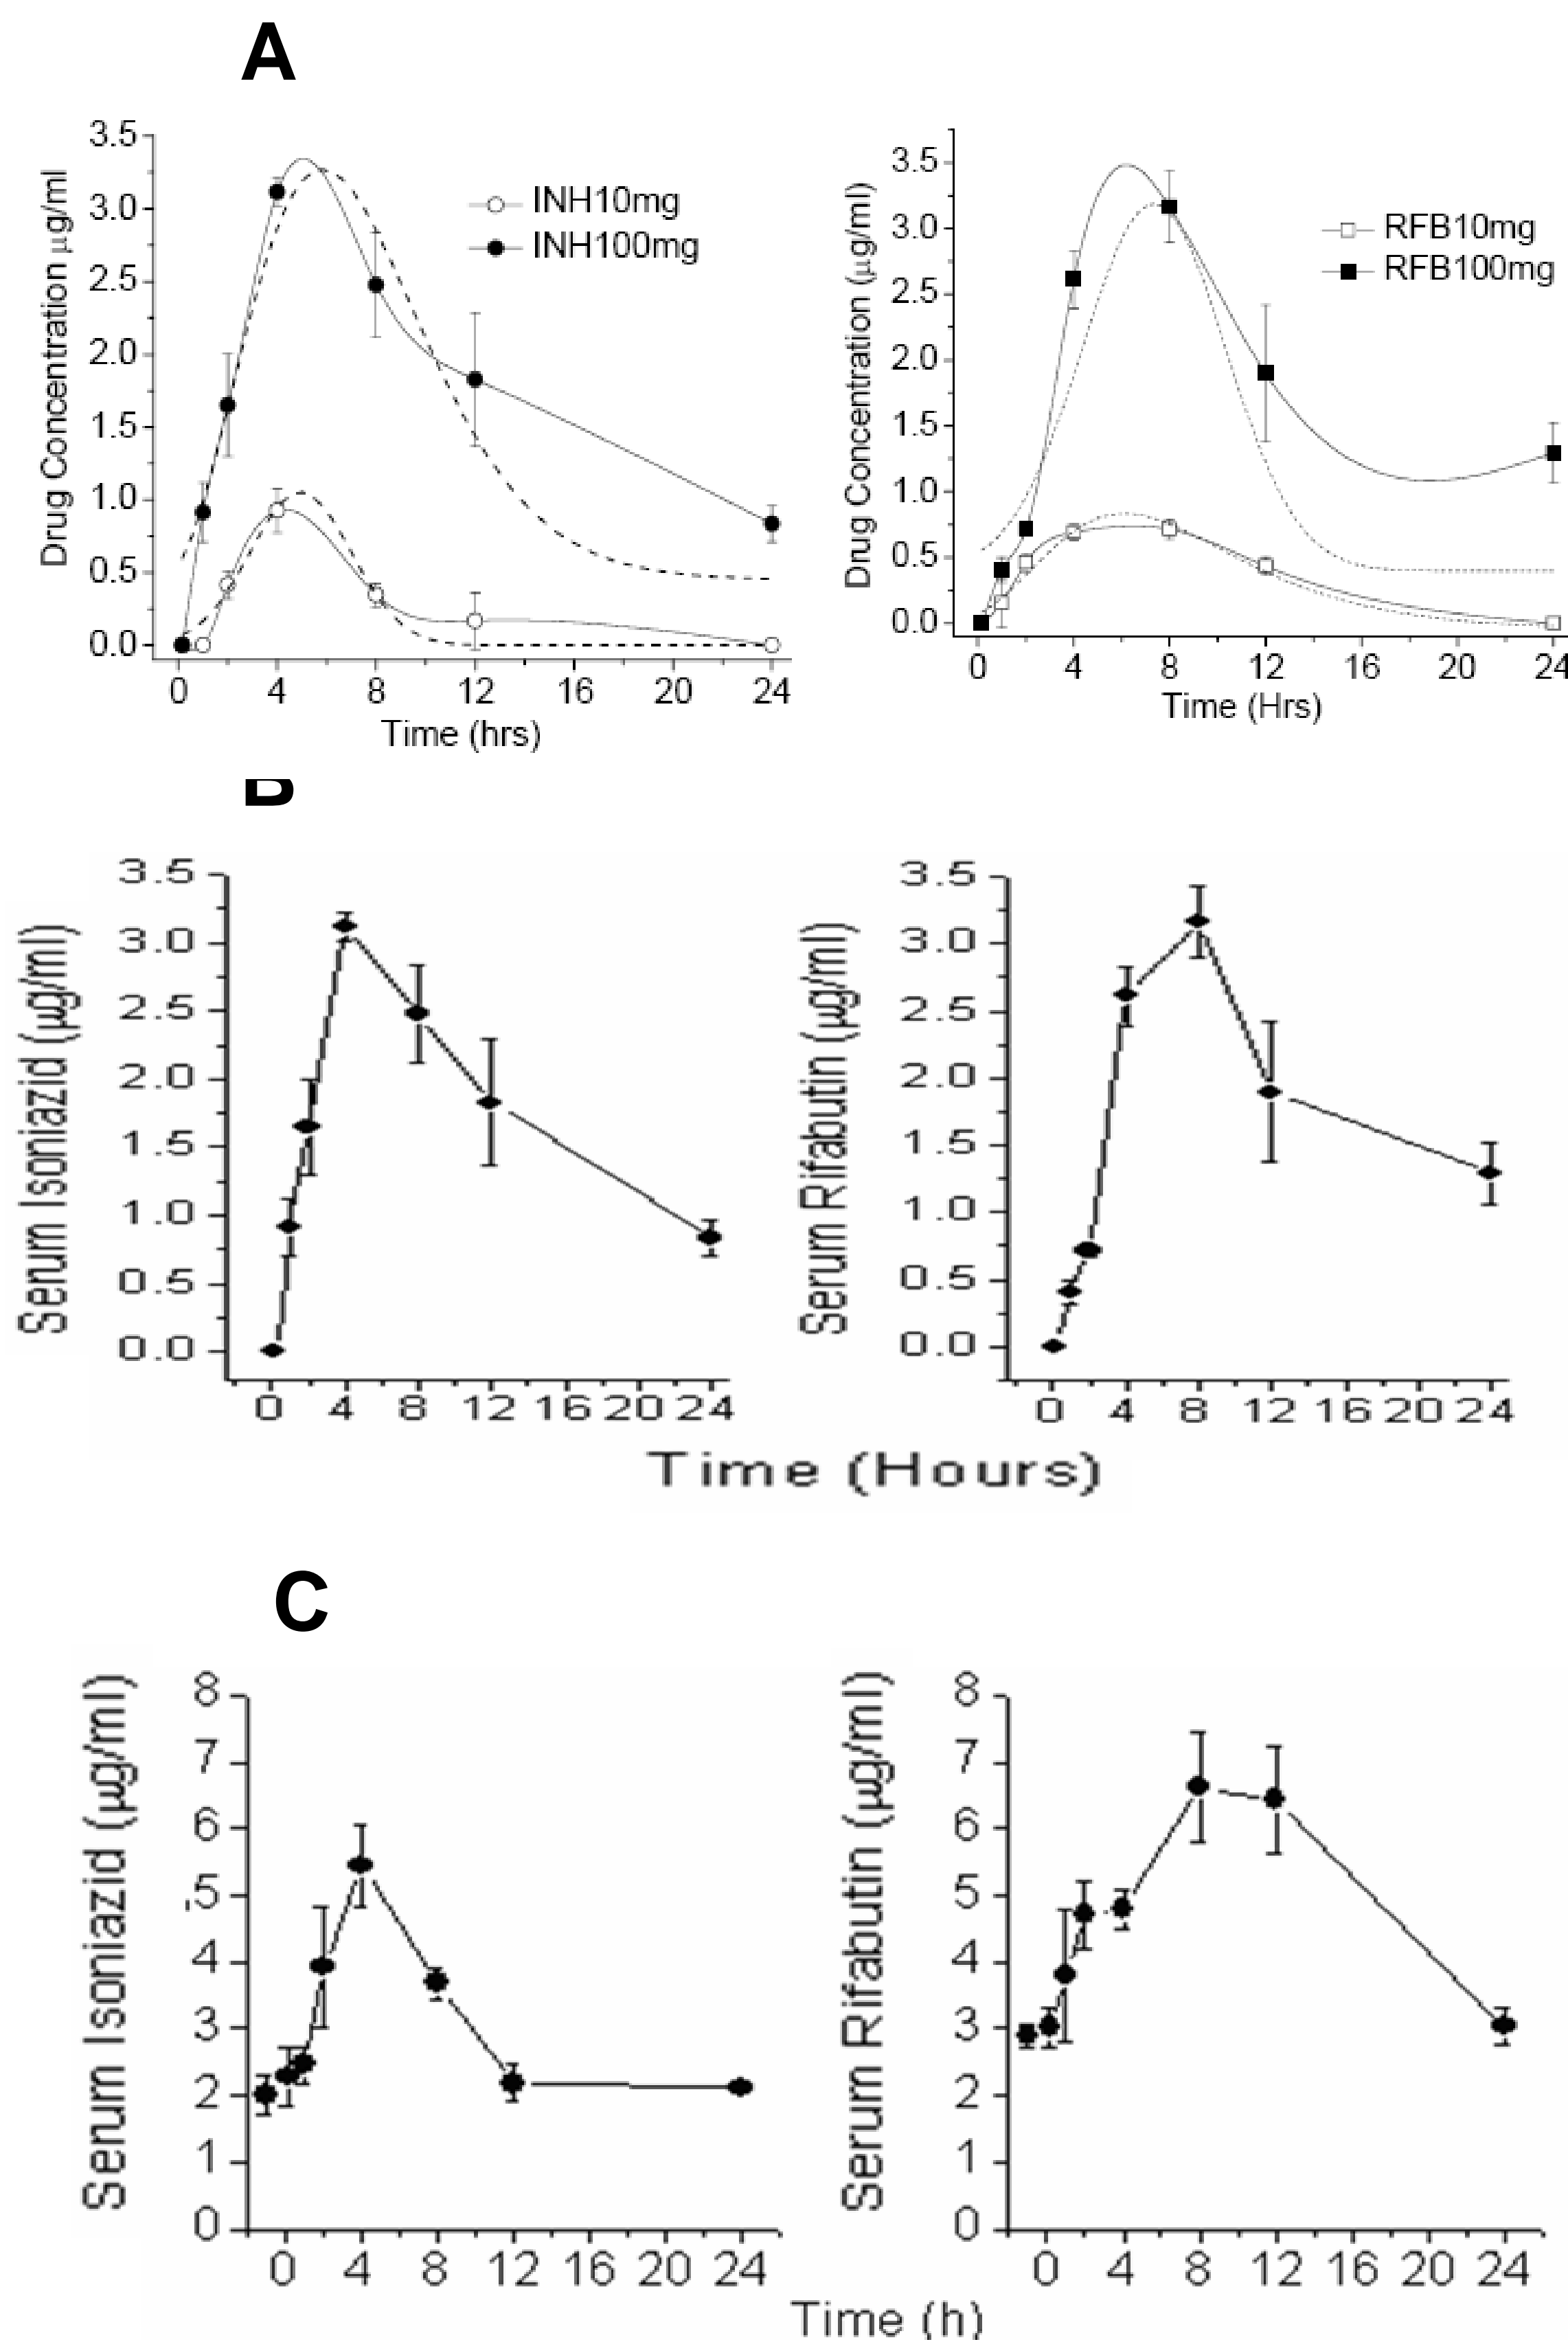 A
Drug Concentration µg/ml
3.5
3.0
2.5
2.0
1.5
1.0
0.5
0.0
INH10mg
INH100mg
0 4 8 12 16 20 24
Time (hrs)
Drug Concentration (µg/ml)
3.5
3.0
2.5
2.0
1.5
1.0
0.5
0.0
RFB10mg
RFB100mg
0 4 8 12 16 20 24
Time (Hrs)
B
Serum Isoniazid (µg/ml)
3.5
3.0
2.5
2.0
1.5
1.0
0.5
0.0
0 4 8 12 16 20 24
Serum Rifabutin (µg/ml)
3.5
3.0
2.5
2.0
1.5
1.0
0.5
0.0
0 4 8 12 16 20 24
Time (Hours)
C
Serum Isoniazid (µg/ml)
8
7
6
5
4
3
2
1
0
0 4 8 12 16 20 24
Serum Rifabutin (µg/ml)
8
7
6
5
4
3
2
1
0
0 4 8 12 16 20 24
Time (h)